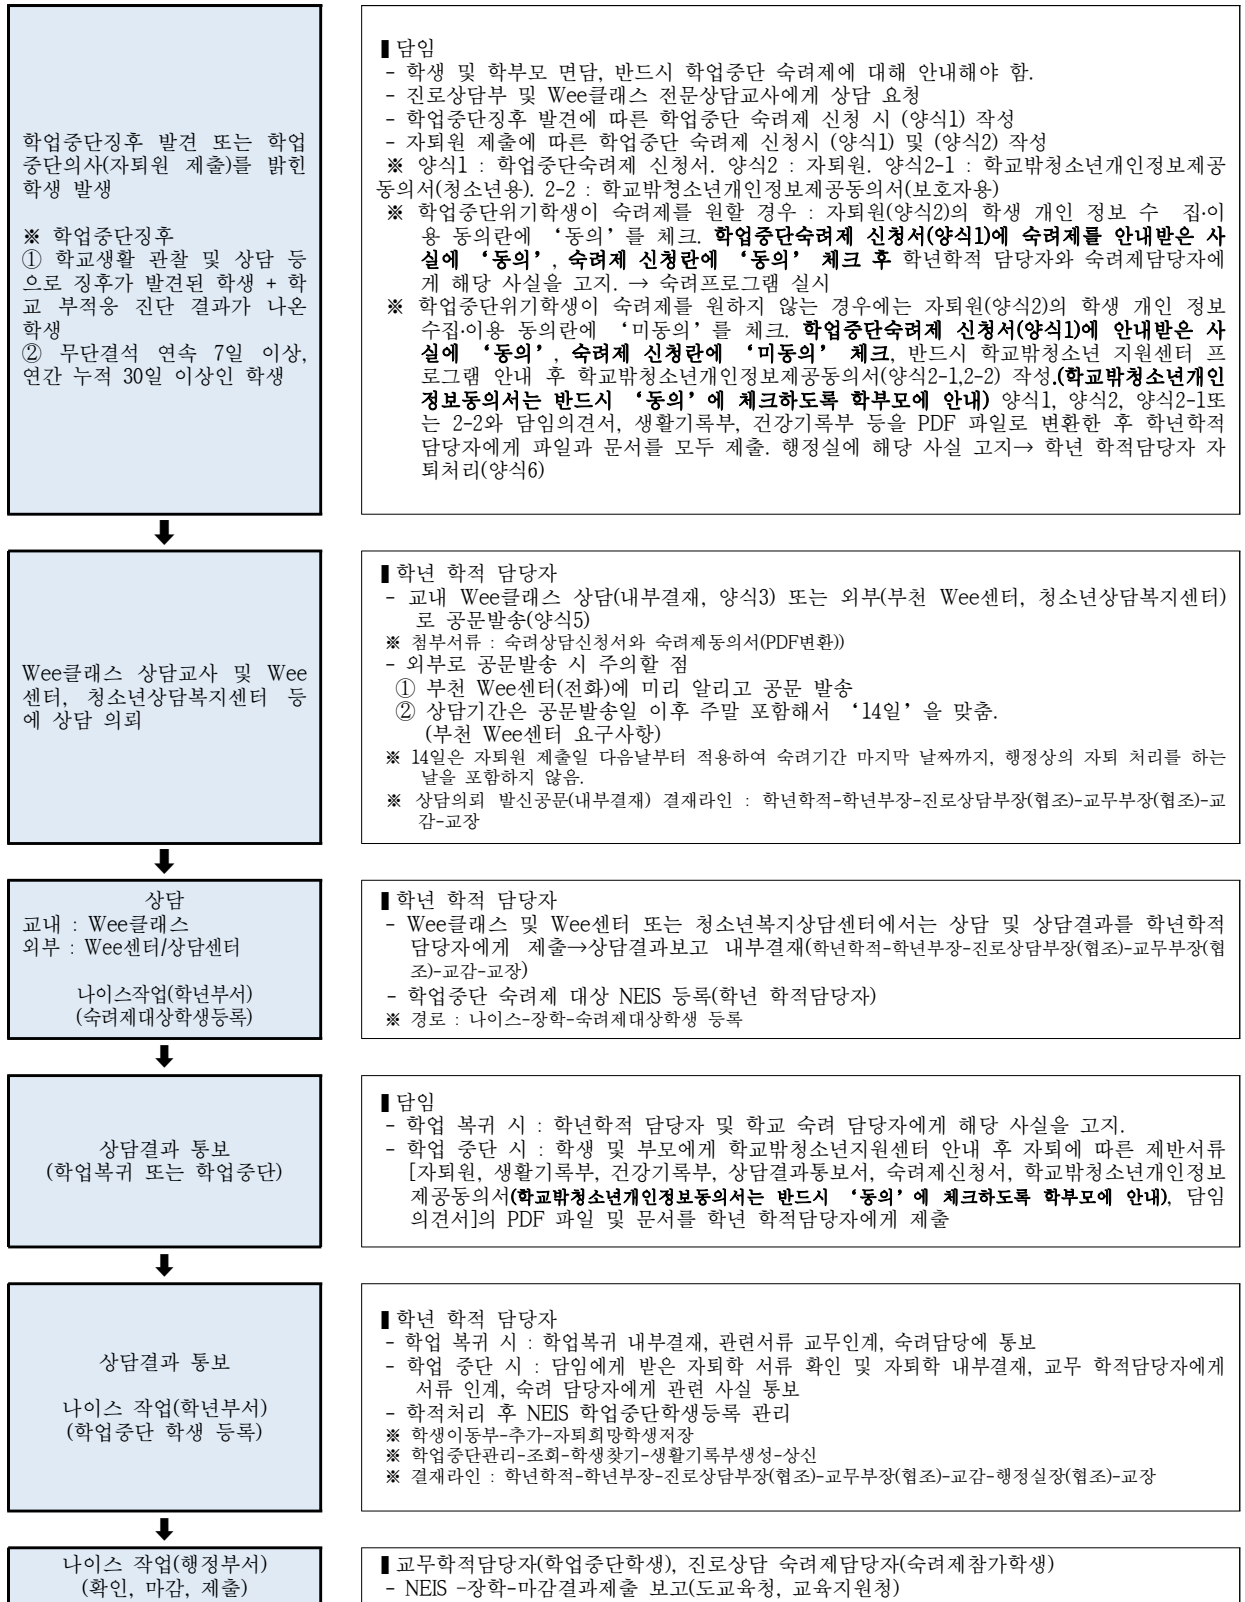 학업중단징후 발견 또는 학업
중단의사(자퇴원 제출)를 밝힌
학생 발생
※ 학업중단징후
① 학교생활 관찰 및 상담 등
으로 징후가 발견된 학생 + 학
교 부적응 진단 결과가 나온
학생
② 무단결석 연속 7일 이상,
연간 누적 30일 이상인 학생
▌담임
- 학생 및 학부모 면담, 반드시 학업중단 숙려제에 대해 안내해야 함.
- 진로상담부 및 Wee클래스 전문상담교사에게 상담 요청
- 학업중단징후 발견에 따른 학업중단 숙려제 신청 시 (양식1) 작성
- 자퇴원 제출에 따른 학업중단 숙려제 신청시 (양식1) 및 (양식2) 작성
※ 양식1 : 학업중단숙려제 신청서. 양식2 : 자퇴원. 양식2-1 : 학교밖청소년개인정보제공
동의서(청소년용). 2-2 : 학교밖청소년개인정보제공동의서(보호자용)
※ 학업중단위기학생이 숙려제를 원할 경우 : 자퇴원(양식2)의 학생 개인 정보 수 집·이
용 동의란에 ‘동의’를 체크. 학업중단숙려제 신청서(양식1)에 숙려제를 안내받은 사
실에 ‘동의’, 숙려제 신청란에 ‘동의’ 체크 후 학년학적 담당자와 숙려제담당자에
게 해당 사실을 고지. → 숙려프로그램 실시
※ 학업중단위기학생이 숙려제를 원하지 않는 경우에는 자퇴원(양식2)의 학생 개인 정보
수집·이용 동의란에 ‘미동의’를 체크. 학업중단숙려제 신청서(양식1)에 안내받은 사
실에 ‘동의’, 숙려제 신청란에 ‘미동의’ 체크, 반드시 학교밖청소년 지원센터 프
로그램 안내 후 학교밖청소년개인정보제공동의서(양식2-1,2-2) 작성.(학교밖청소년개인
정보동의서는 반드시 ‘동의’에 체크하도록 학부모에 안내) 양식1, 양식2, 양식2-1또
는 2-2와 담임의견서, 생활기록부, 건강기록부 등을 PDF 파일로 변환한 후 학년학적
담당자에게 파일과 문서를 모두 제출. 행정실에 해당 사실 고지→ 학년 학적담당자 자
퇴처리(양식6)
Wee클래스 상담교사 및 Wee
센터, 청소년상담복지센터 등
에 상담 의뢰
▌학년 학적 담당자
- 교내 Wee클래스 상담(내부결재, 양식3) 또는 외부(부천 Wee센터, 청소년상담복지센터)
로 공문발송(양식5)
※ 첨부서류 : 숙려상담신청서와 숙려제동의서(PDF변환))
- 외부로 공문발송 시 주의할 점
① 부천 Wee센터(전화)에 미리 알리고 공문 발송
② 상담기간은 공문발송일 이후 주말 포함해서 ‘14일’을 맞춤.
(부천 Wee센터 요구사항)
※ 14일은 자퇴원 제출일 다음날부터 적용하여 숙려기간 마지막 날짜까지, 행정상의 자퇴 처리를 하는
날을 포함하지 않음.
※ 상담의뢰 발신공문(내부결재) 결재라인 : 학년학적-학년부장-진로상담부장(협조)-교무부장(협조)-교
감-교장
상담
교내 : Wee클래스
외부 : Wee센터/상담센터
나이스작업(학년부서)
(숙려제대상학생등록)
▌학년 학적 담당자
- Wee클래스 및 Wee센터 또는 청소년복지상담센터에서는 상담 및 상담결과를 학년학적
담당자에게 제출→상담결과보고 내부결재(학년학적-학년부장-진로상담부장(협조)-교무부장(협
조)-교감-교장)
- 학업중단 숙려제 대상 NEIS 등록(학년 학적담당자)
※ 경로 : 나이스-장학-숙려제대상학생 등록
상담결과 통보
(학업복귀 또는 학업중단)
▌담임
- 학업 복귀 시 : 학년학적 담당자 및 학교 숙려 담당자에게 해당 사실을 고지.
- 학업 중단 시 : 학생 및 부모에게 학교밖청소년지원센터 안내 후 자퇴에 따른 제반서류
[자퇴원, 생활기록부, 건강기록부, 상담결과통보서, 숙려제신청서, 학교밖청소년개인정보
제공동의서(학교밖청소년개인정보동의서는 반드시 ‘동의’에 체크하도록 학부모에 안내), 담임
의견서]의 PDF 파일 및 문서를 학년 학적담당자에게 제출
상담결과 통보
나이스 작업(학년부서)
(학업중단 학생 등록)
▌학년 학적 담당자
- 학업 복귀 시 : 학업복귀 내부결재, 관련서류 교무인계, 숙려담당에 통보
- 학업 중단 시 : 담임에게 받은 자퇴학 서류 확인 및 자퇴학 내부결재, 교무 학적담당자에게
서류 인계, 숙려 담당자에게 관련 사실 통보
- 학적처리 후 NEIS 학업중단학생등록 관리
※ 학생이동부-추가-자퇴희망학생저장
※ 학업중단관리-조회-학생찾기-생활기록부생성-상신
※ 결재라인 : 학년학적-학년부장-진로상담부장(협조)-교무부장(협조)-교감-행정실장(협조)-교장
나이스 작업(행정부서)
(확인, 마감, 제출)
▌교무학적담당자(학업중단학생), 진로상담 숙려제담당자(숙려제참가학생)
- NEIS -장학-마감결과제출 보고(도교육청, 교육지원청)